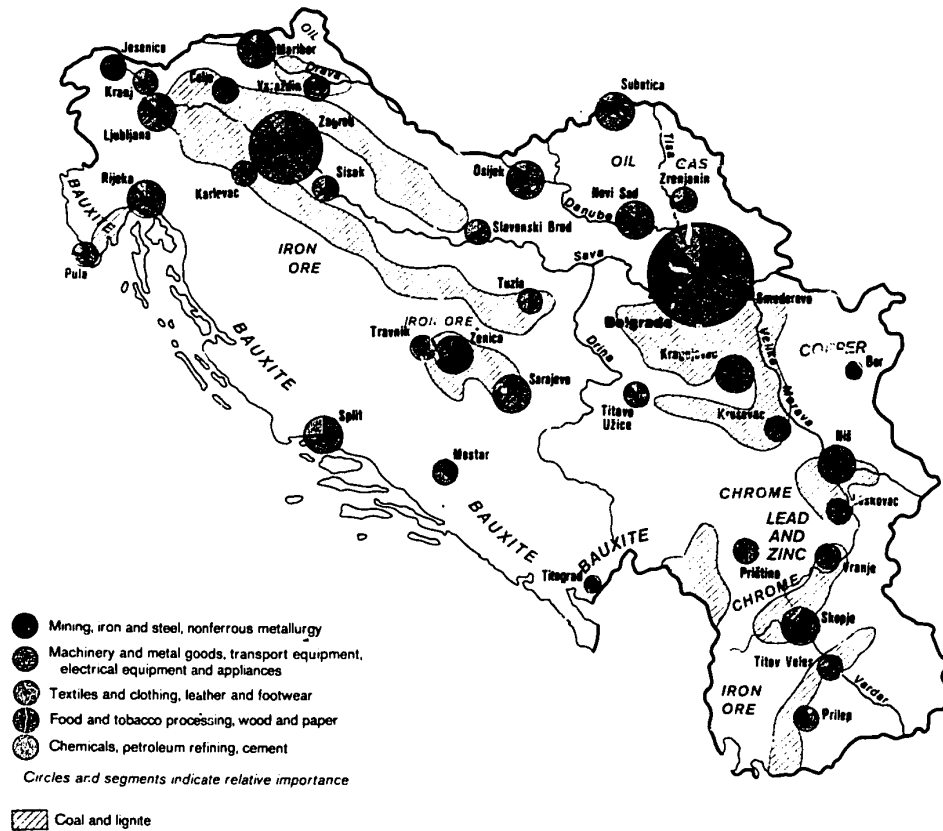 Jesenice
OIL
Maribor
Drava
Kranj
Celje
Varaždin
Ljubljana
Zagreb
Subotica
Tisa
OIL
GAS
Osijek
Zrenjanin
Novi Sad
Danube
Rijeka
BAUXITE
Karlovac
Sisak
Slavonski Brod
Sava
Pula
IRON
ORE
Tuzla
Smederevo
Belgrade
IRON ORE
Travnik
Zenica
Drina
Velika
Morava
COPPER
Bor
Kragujevac
BAUXITE
Sarajevo
Titovo
Užice
Kruševac
Split
Niš
Mostar
CHROME
Leskovac
BAUXITE
LEAD
AND
ZINC
BAUXITE
Priština
Vranje
Titograd
CHROME
Skopje
Titov Veles
IRON
ORE
Vardar
Prilep
Mining, iron and steel, nonferrous metallurgy
Machinery and metal goods, transport equipment,
electrical equipment and appliances
Textiles and clothing, leather and footwear
Food and tobacco processing, wood and paper
Chemicals, petroleum refining, cement
Circles and segments indicate relative importance
Coal and lignite